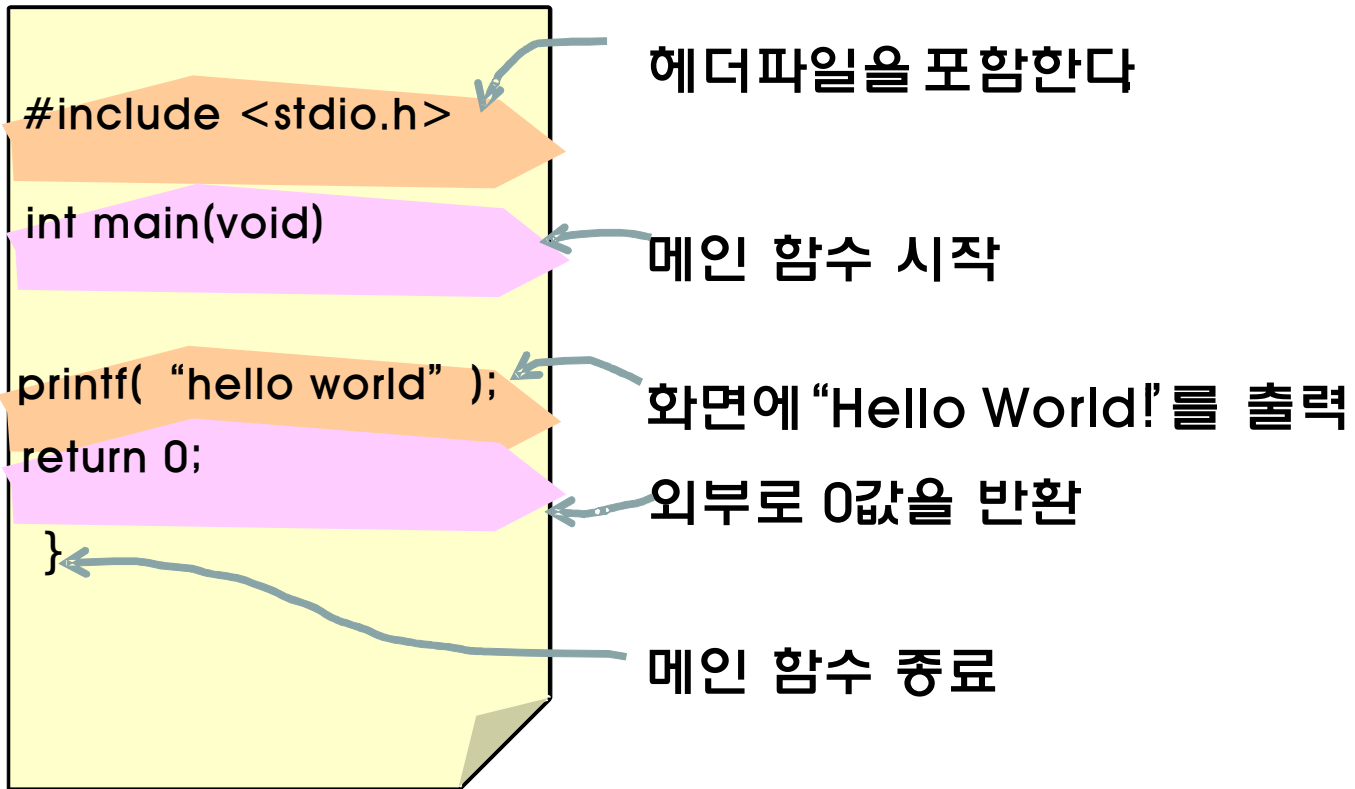 헤더파일을 포함한다
#include <stdio.h>
int main(void)
메인 함수 시작
printf( “hello world” );
화면에 “Hello World!”를 출력
return 0;
외부로 0값을 반환
}
메인 함수 종료